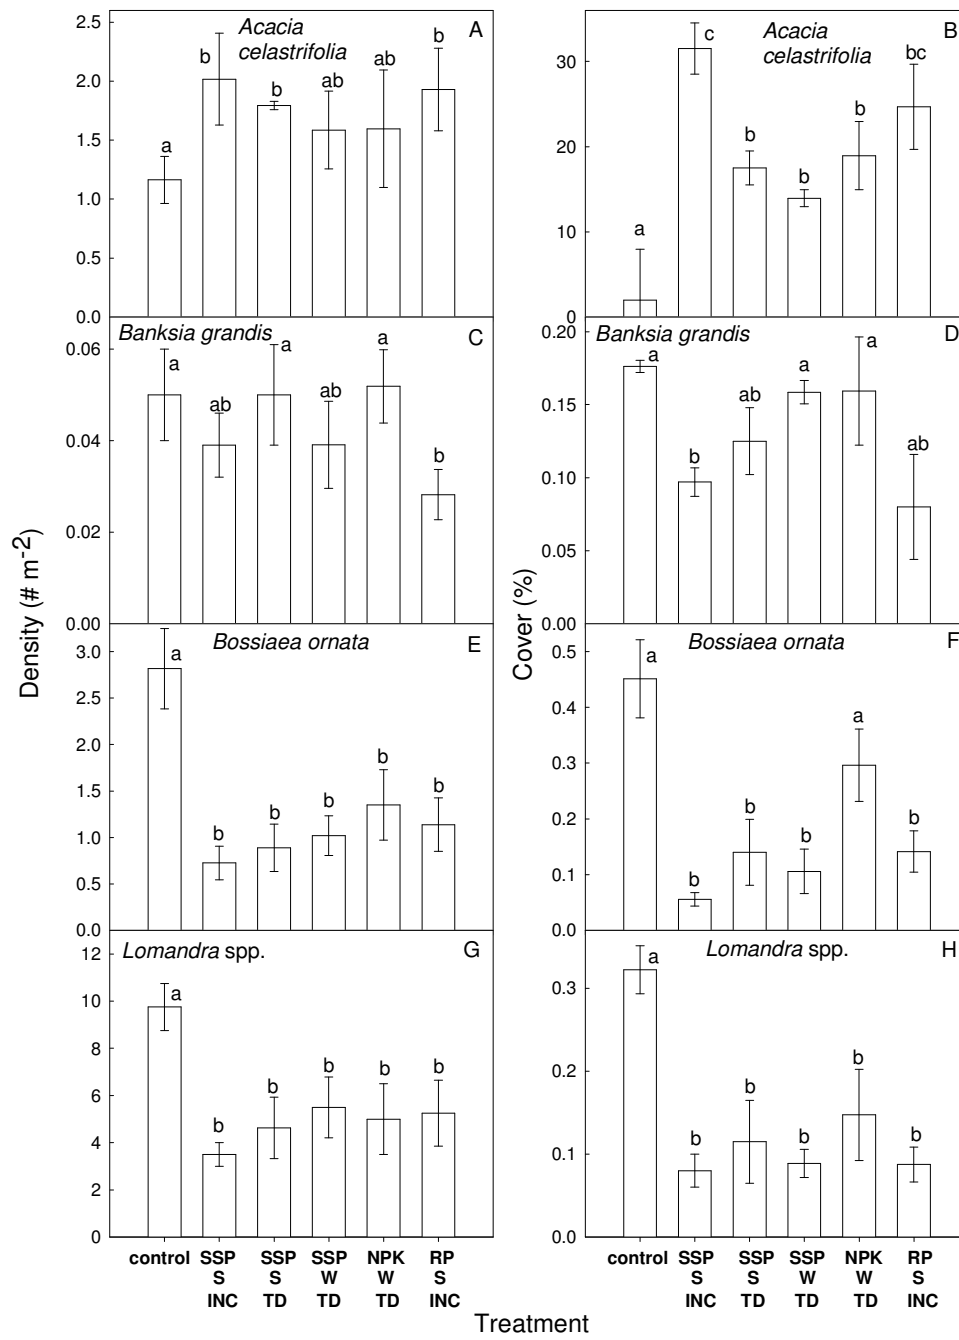 Acacia celastrifolia
A
2.5
2.0
1.5
1.0
0.5
0.0
a
b
b
ab
ab
b
Acacia celastrifolia
B
30
20
10
0
a
c
b
b
b
bc
Banksia grandis
C
0.06
0.04
0.02
0.00
a
ab
a
ab
a
b
Banksia grandis
D
0.20
0.15
0.10
0.05
0.00
a
b
ab
a
a
ab
Bossiaea ornata
E
3.0
2.5
2.0
1.5
1.0
0.5
0.0
a
b
b
b
b
b
Bossiaea ornata
F
0.5
0.4
0.3
0.2
0.1
0.0
a
b
b
b
a
b
Lomandra spp.
G
12
10
8
6
4
2
0
a
b
b
b
b
b
Lomandra spp.
H
0.3
0.2
0.1
0.0
a
b
b
b
b
b
Density (# m-2)
Cover (%)
control SSP SSP SSP NPK RP
S S W W S
INC TD TD TD INC
control SSP SSP SSP NPK RP
S S W W S
INC TD TD TD INC
Treatment